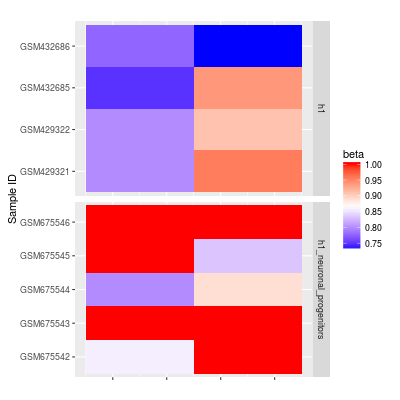 GSM432686
GSM432685
GSM429322
GSM429321
h1
GSM675546
GSM675545
GSM675544
GSM675543
GSM675542
h1_neuronal_progenitors
Sample ID
beta
1.00
0.95
0.90
0.85
0.80
0.75